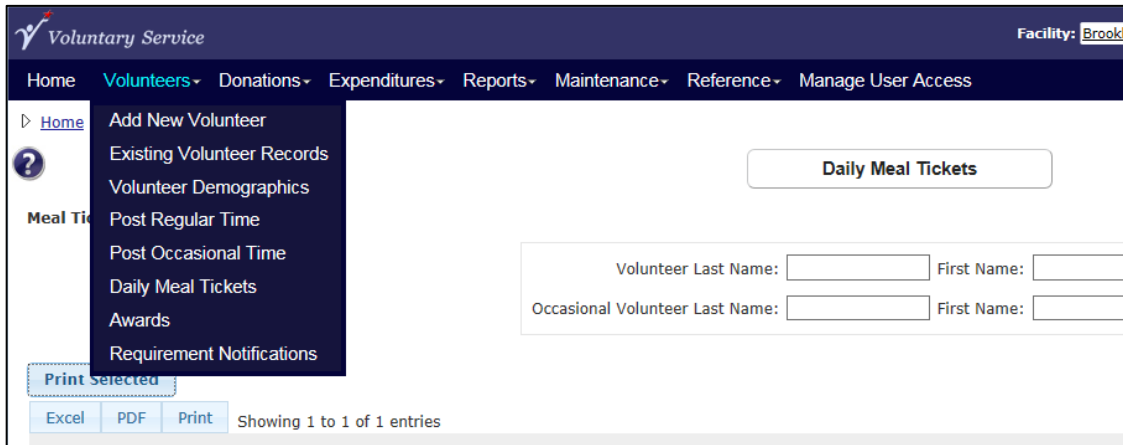 Voluntary Service
Facility:
Home Volunteers Donations Expenditures Reports Maintenance Reference Manage User Access
Home
Add New Volunteer
Existing Volunteer Records
Volunteer Demographics
Post Regular Time
Post Occasional Time
Daily Meal Tickets
Awards
Requirement Notifications
?
Daily Meal Tickets
Meal
Volunteer Last Name: First Name:
Occasional Volunteer Last Name: First Name:
Print Selected
Excel PDF Print Showing 1 to 1 of 1 entries